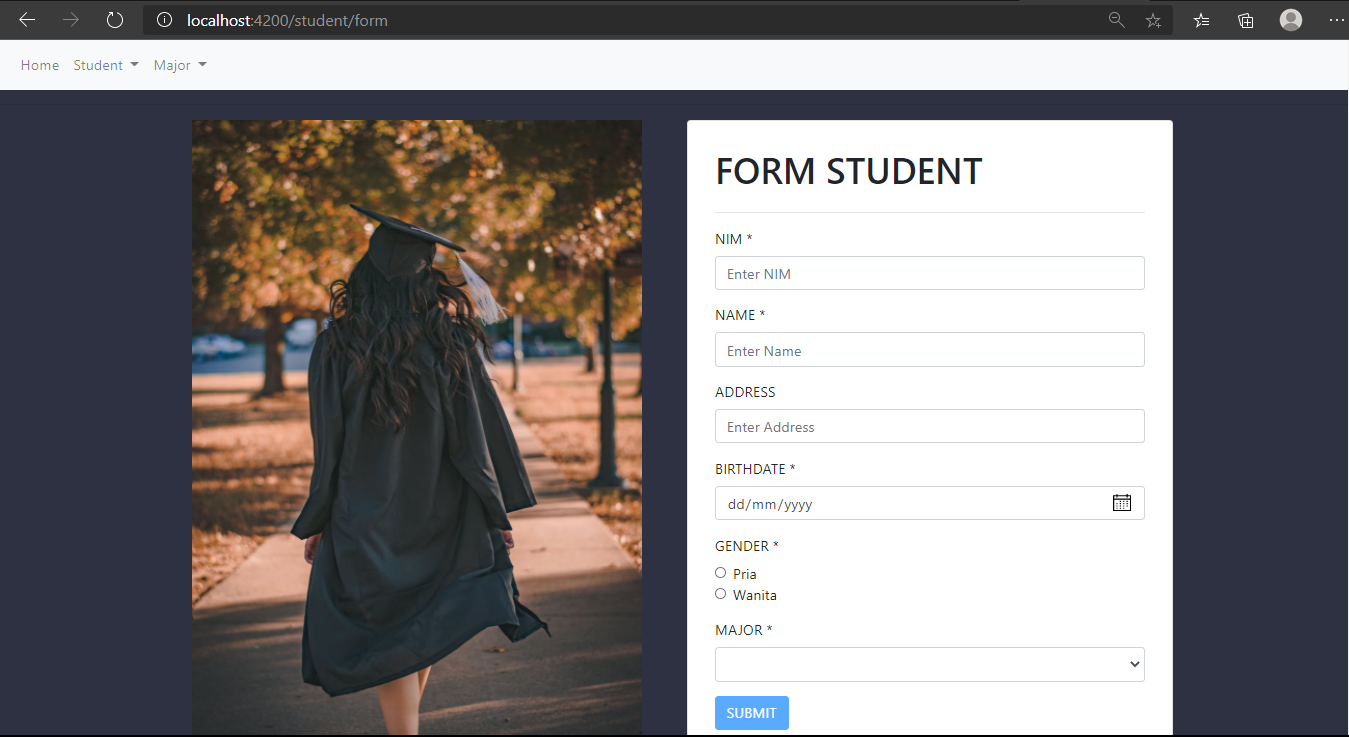 localhost:4200/student/form
Home Student Major
FORM STUDENT
NIM *
Enter NIM
NAME *
Enter Name
ADDRESS
Enter Address
BIRTHDATE *
dd/mm/yyyy
GENDER *
Pria
Wanita
MAJOR *
SUBMIT